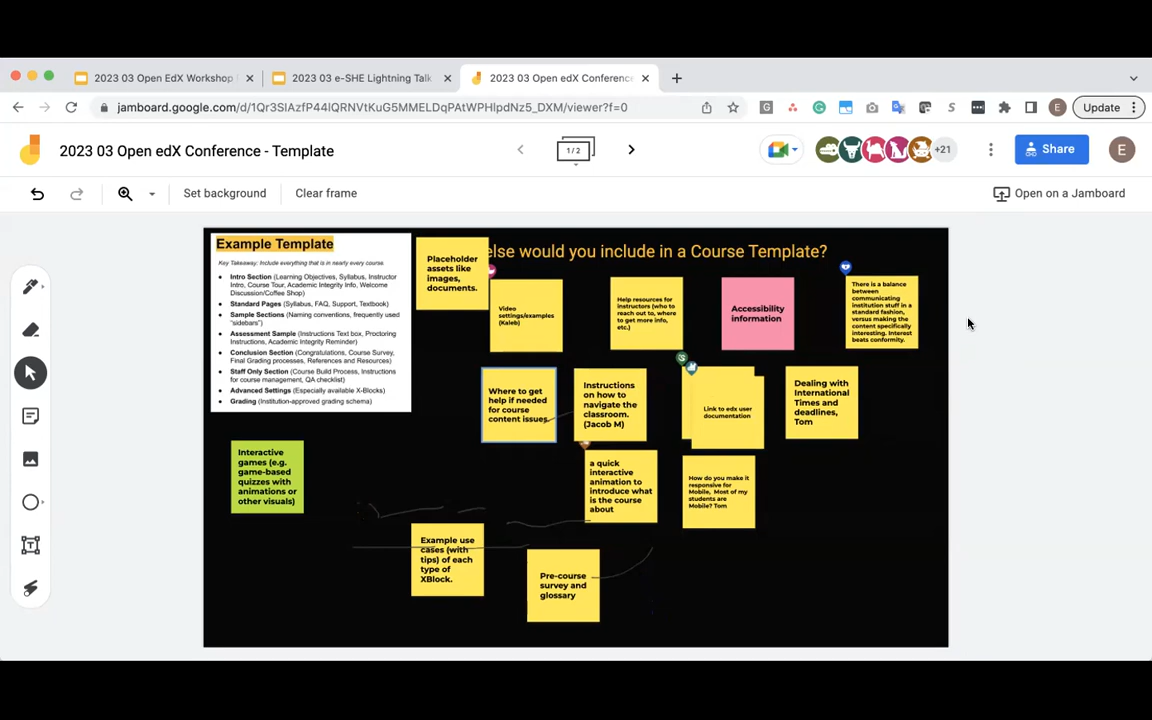 2023 03 Open EdX Workshop
2023 03 e-SHE Lightning Talk
2023 03 Open edX Conference
jamboard.google.com/d/1Qr3SlAzfP44IQRNVtKuG5MMELDqPAtWPHlpdNz5_DXM/viewer?f=0
E
Update
2023 03 Open edX Conference - Template
1/2
+21
Share
E
Set background
Clear frame
Open on a Jamboard
Example Template
Key Takeaway: Include everything that is in nearly every course.
• Intro Section (Learning Objectives, Syllabus, Instructor
Intro, Course Tour, Academic Integrity Info, Welcome
Discussion/Coffee Shop)
• Standard Pages (Syllabus, FAQ, Support, Textbook)
• Sample Sections (Naming conventions, frequently used
"sidebars")
• Assessment Sample (Instructions Text box, Proctoring
Instructions, Academic Integrity Reminder)
• Conclusion Section (Congratulations, Course Survey,
Final Grading processes, References and Resources)
• Staff Only Section (Course Build Process, Instructions
for course management, QA checklist)
• Advanced Settings (Especially available X-Blocks)
• Grading (Institution-approved grading schema)
else would you include in a Course Template?
Placeholder
assets like
images,
documents.
Video
settings/examples
(Kaleb)
Help resources for
instructors (who to
reach out to, where
to get more info,
etc.)
Accessibility
information
There is a balance
between
communicating
institution stuff in a
standard fashion,
versus making the
content specifically
interesting. Interest
beats conformity.
Where to get
help if needed
for course
content issues
Instructions
on how to
navigate the
classroom.
(Jacob M)
Link to edx user
documentation
Dealing with
International
Times and
deadlines,
Tom
Interactive
games (e.g.
game-based
quizzes with
animations or
other visuals)
a quick
interactive
animation to
introduce what
is the course
about
How do you make it
responsive for
Mobile, Most of my
students are
Mobile? Tom
Example use
cases (with
tips) of each
type of
XBlock.
Pre-course
survey and
glossary